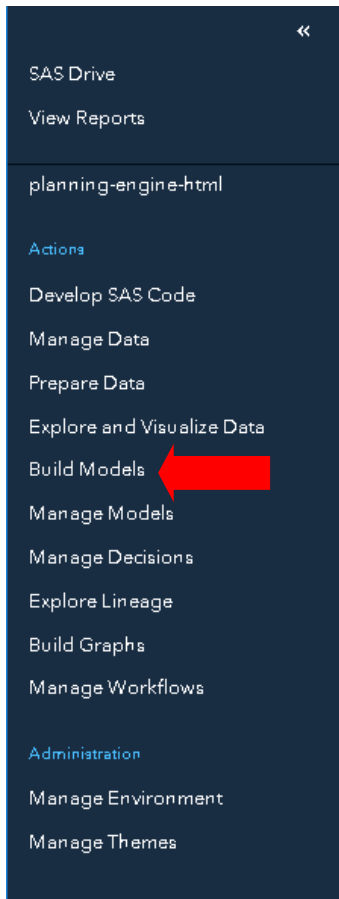 «
SAS Drive
View Reports
planning-engine-html
Actions
Develop SAS Code
Manage Data
Prepare Data
Explore and Visualize Data
Build Models
Manage Models
Manage Decisions
Explore Lineage
Build Graphs
Manage Workflows
Administration
Manage Environment
Manage Themes